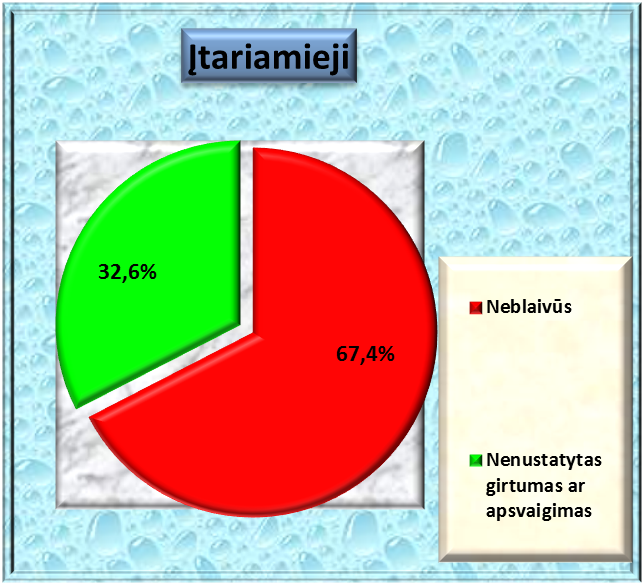 Įtariamieji
32,6%
67,4%
Neblaivūs
Nenustatytas
girtumas ar
apsvaigimas